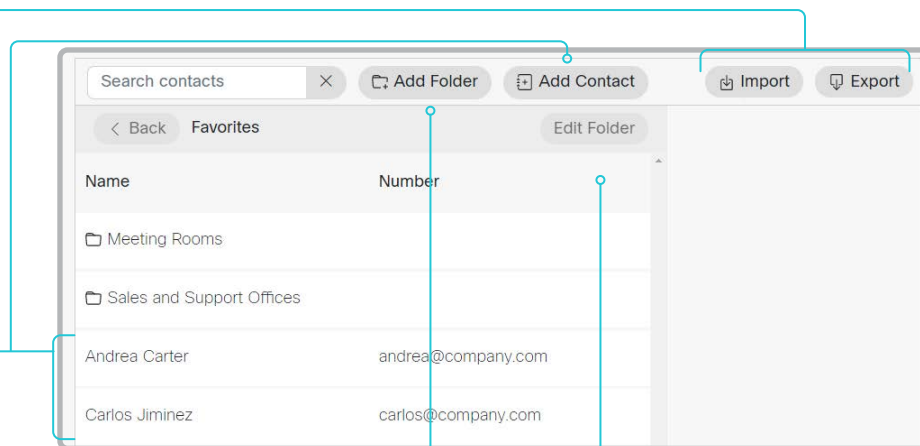 Search contacts Add Folder Add Contact Import Export
Back Favorites Edit Folder
Name Number
Meeting Rooms
Sales and Support Offices
Andrea Carter andrea@company.com
Carlos Jiminez carlos@company.com